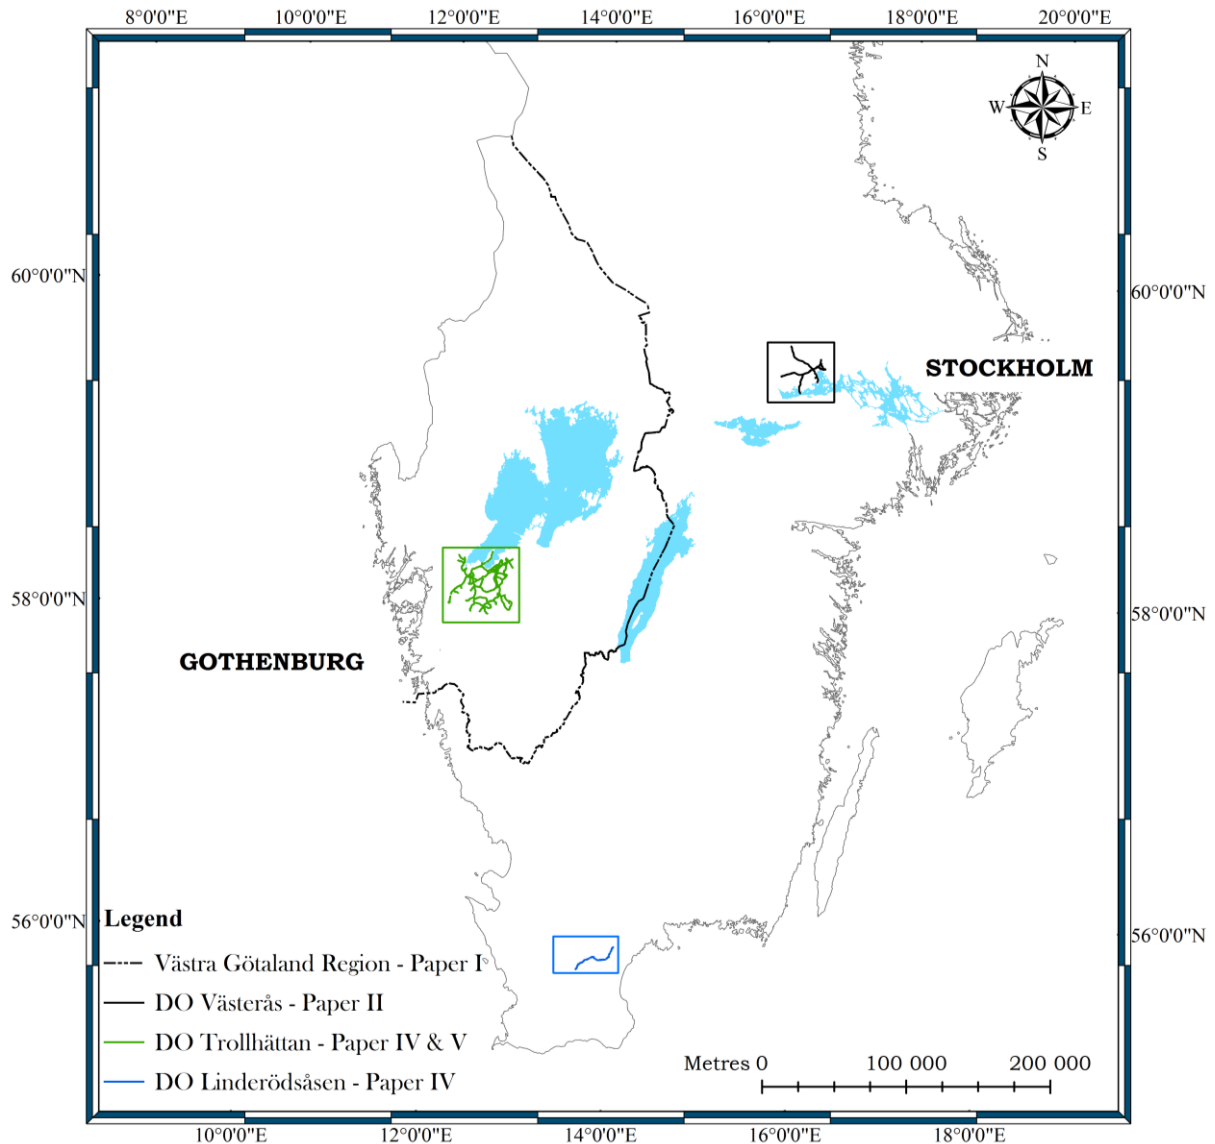 8°0'0"E 10°0'0"E 12°0'0"E 14°0'0"E 16°0'0"E 18°0'0"E 20°0'0"E
N
W E
S
60°0'0"N 60°0'0"N
STOCKHOLM
58°0'0"N 58°0'0"N
GOTHENBURG
56°0'0"N 56°0'0"N
Legend
Västra Götaland Region - Paper I
DO Västerås - Paper II
DO Trollhättan - Paper IV & V
DO Linderödsåsen - Paper IV
Metres 0 100 000 200 000
10°0'0"E 12°0'0"E 14°0'0"E 16°0'0"E 18°0'0"E